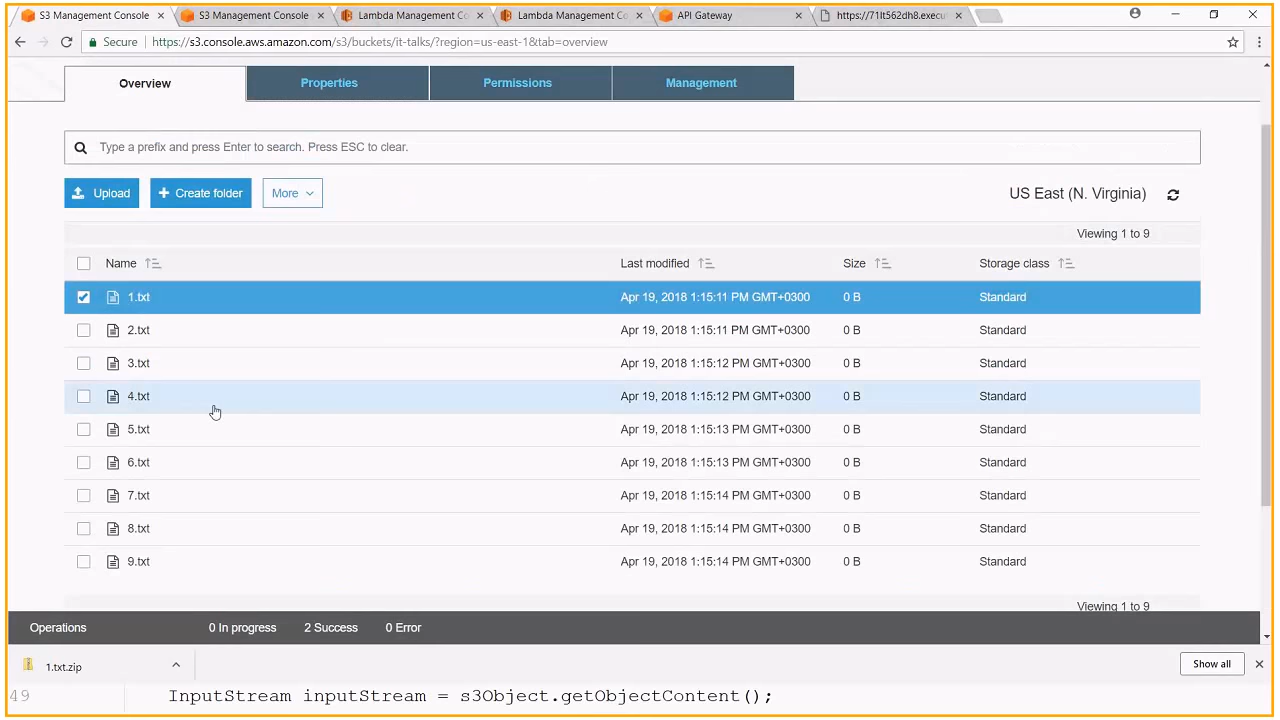 S3 Management Console S3 Management Console Lambda Management Co Lambda Management Co API Gateway https://71lt562dh8.execu
Secure https://s3.console.aws.amazon.com/s3/buckets/it-talks/?region=us-east-1&tab=overview
Overview Properties Permissions Management
Type a prefix and press Enter to search. Press ESC to clear.
Upload Create folder More US East (N. Virginia)
Viewing 1 to 9
Name Last modified Size Storage class
1.txt Apr 19, 2018 1:15:11 PM GMT+0300 0 B Standard
2.txt Apr 19, 2018 1:15:11 PM GMT+0300 0 B Standard
3.txt Apr 19, 2018 1:15:12 PM GMT+0300 0 B Standard
4.txt Apr 19, 2018 1:15:12 PM GMT+0300 0 B Standard
5.txt Apr 19, 2018 1:15:13 PM GMT+0300 0 B Standard
6.txt Apr 19, 2018 1:15:13 PM GMT+0300 0 B Standard
7.txt Apr 19, 2018 1:15:14 PM GMT+0300 0 B Standard
8.txt Apr 19, 2018 1:15:14 PM GMT+0300 0 B Standard
9.txt Apr 19, 2018 1:15:14 PM GMT+0300 0 B Standard
Viewing 1 to 9
Operations 0 In progress 2 Success 0 Error
1.txt.zip Show all
49 InputStream inputStream = s3Object.getObjectContent();